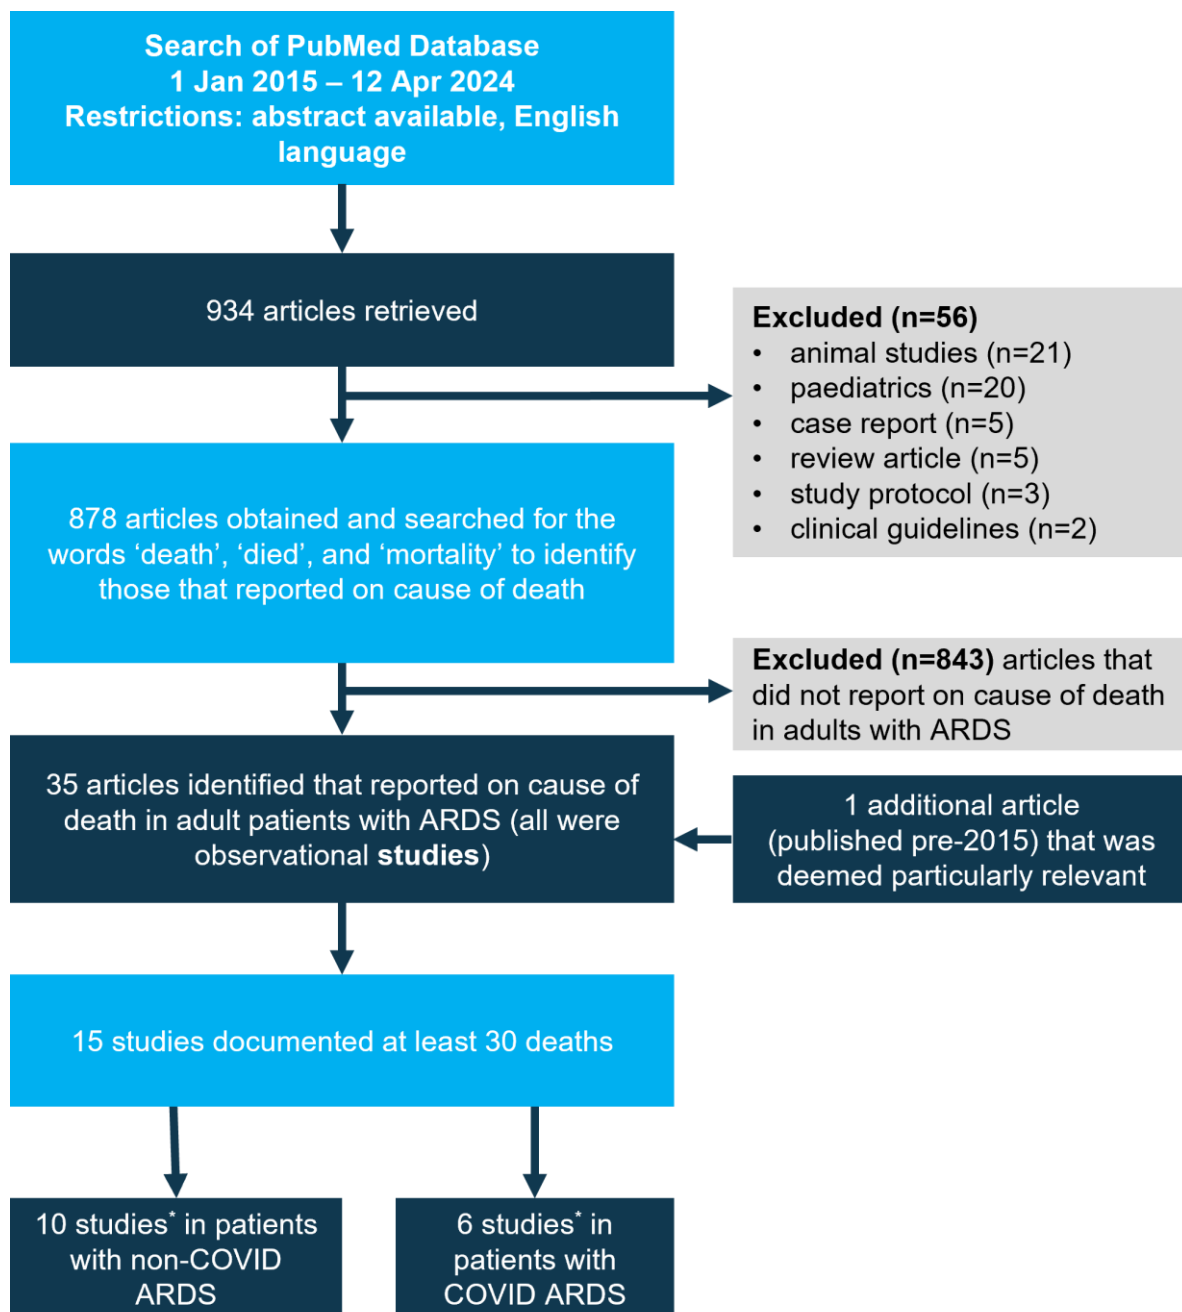 Search of PubMed Database
1 Jan 2015 – 12 Apr 2024
Restrictions: abstract available, English
language
934 articles retrieved
Excluded (n=56)
• animal studies (n=21)
• paediatrics (n=20)
• case report (n=5)
• review article (n=5)
• study protocol (n=3)
• clinical guidelines (n=2)
878 articles obtained and searched for the
words ‘death’, ‘died’, and ‘mortality’ to identify
those that reported on cause of death
Excluded (n=843) articles that
did not report on cause of death
in adults with ARDS
35 articles identified that reported on cause of
death in adult patients with ARDS (all were
observational studies)
1 additional article
(published pre-2015) that was
deemed particularly relevant
15 studies documented at least 30 deaths
10 studies* in patients
with non-COVID
ARDS
6 studies* in
patients with
COVID ARDS